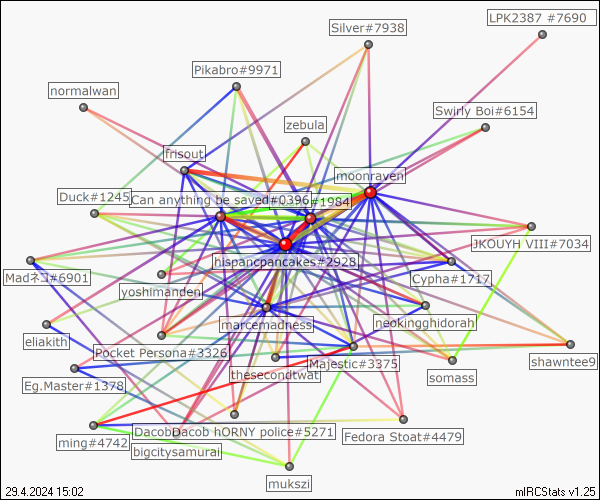 LPK2387 #7690
Silver#7938
Pikabro#9971
normalwan
Swirly Boi#6154
zebula
frisout
moonraven
Duck#1245
Can anything be saved#0396
#1984
JKOUYH VIII#7034
hispancpancakes#2928
Madネコ#6901
Cypha#1717
yoshimanden
marcemadness
neokingghidorah
eliakith
Pocket Persona#3326
Majestic#3375
shawntee9
thesecondtwat
somass
Eg.Master#1378
DacobDacob hORNY police#5271
Fedora Stoat#4479
ming#4742
bigcitysamurai
mukszi
29.4.2024 15:02
mIRCStats v1.25